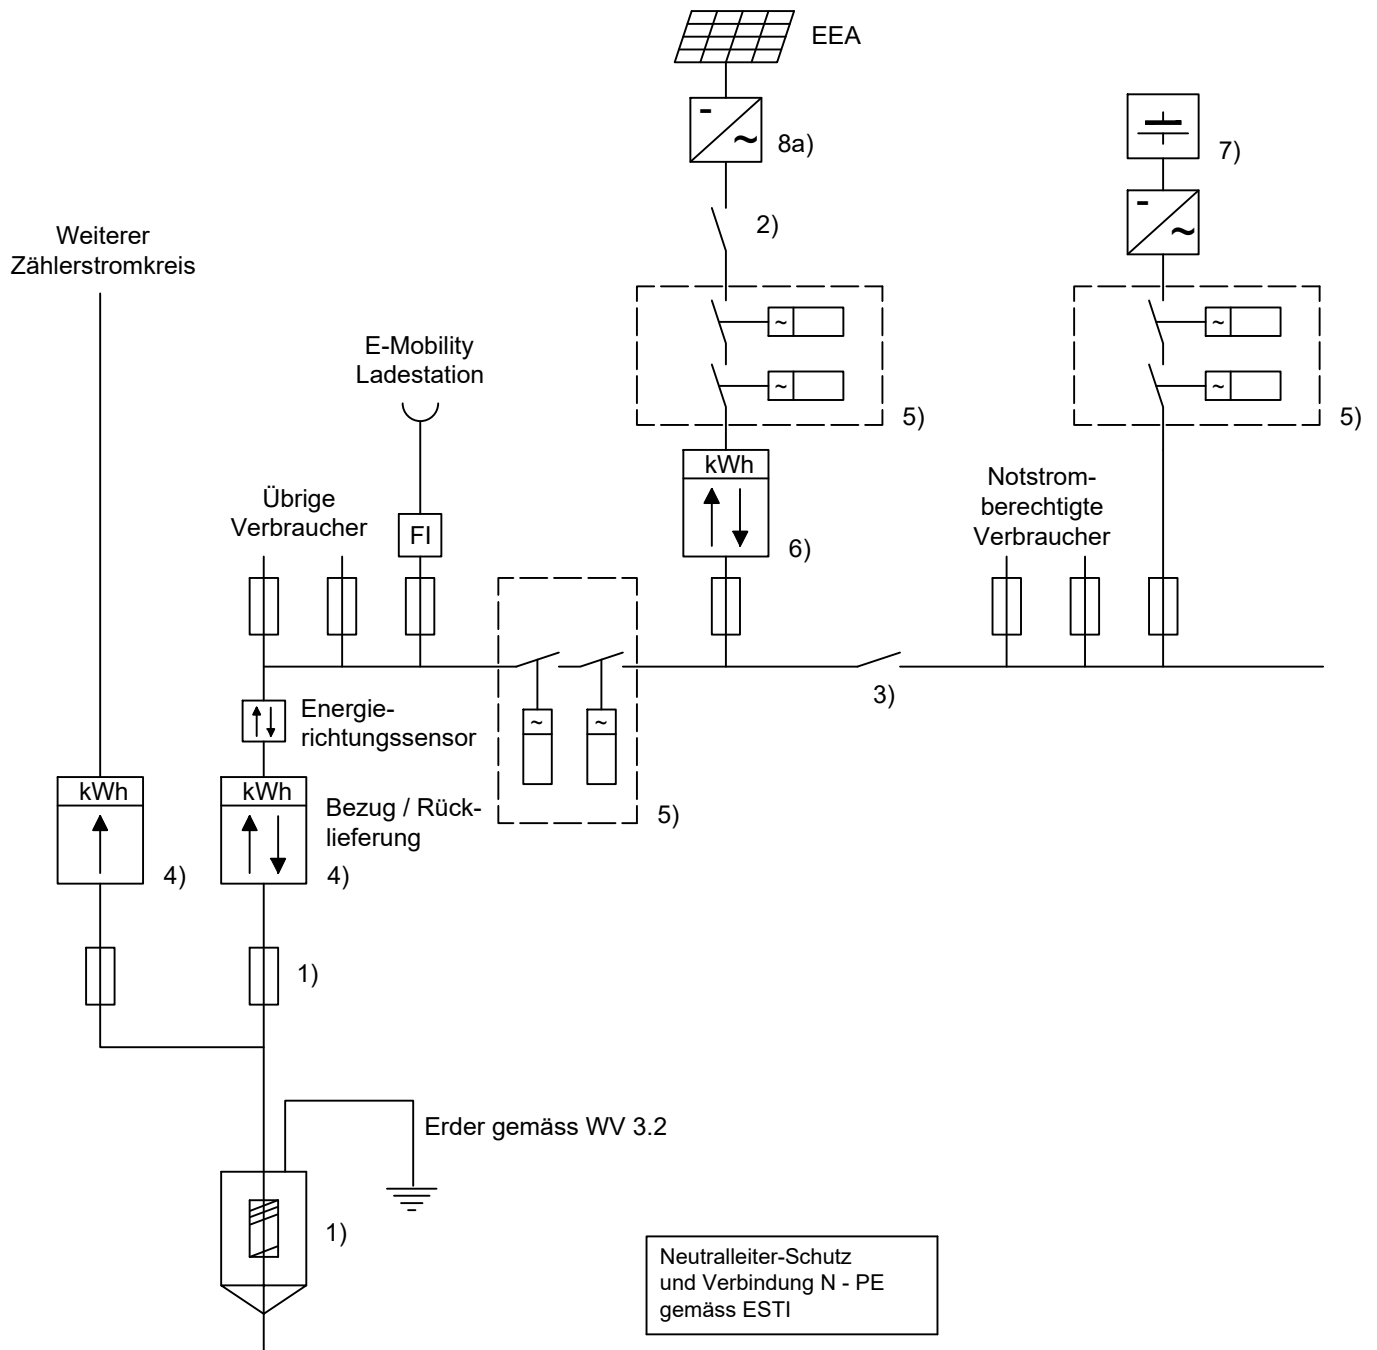 EEA
-
~
8a)
7)
-
~
2)
Weiterer
Zählerstromkreis
~
~
5)
~
~
5)
E-Mobility
Ladestation
kWh
6)
Übrige
Verbraucher
FI
Notstrom-
berechtigte
Verbraucher
3)
Energie-
richtungssensor
~
~
5)
kWh
4)
kWh
Bezug / Rück-
lieferung
4)
1)
Erder gemäss WV 3.2
1)
Neutralleiter-Schutz
und Verbindung N - PE
gemäss ESTI